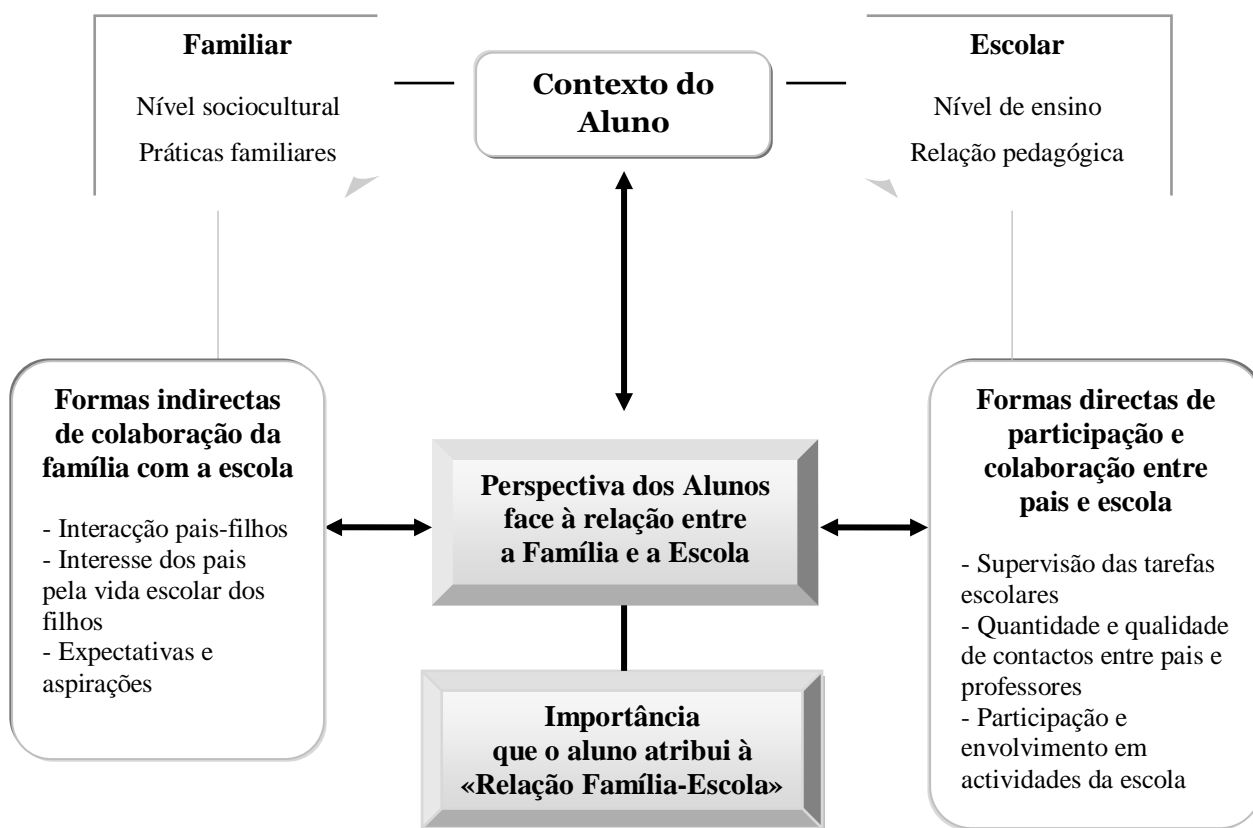 Familiar
Nível sociocultural
Práticas familiares
Contexto do
Aluno
Escolar
Nível de ensino
Relação pedagógica
Formas indirectas
de colaboração da
família com a escola
- Interacção pais-filhos
- Interesse dos pais
pela vida escolar dos
filhos
- Expectativas e
aspirações
Perspectiva dos Alunos
face à relação entre
a Família e a Escola
Importância
que o aluno atribui à
«Relação Família-Escola»
Formas directas de
participação e
colaboração entre
pais e escola
- Supervisão das tarefas
escolares
- Quantidade e qualidade
de contactos entre pais e
professores
- Participação e
envolvimento em
actividades da escola